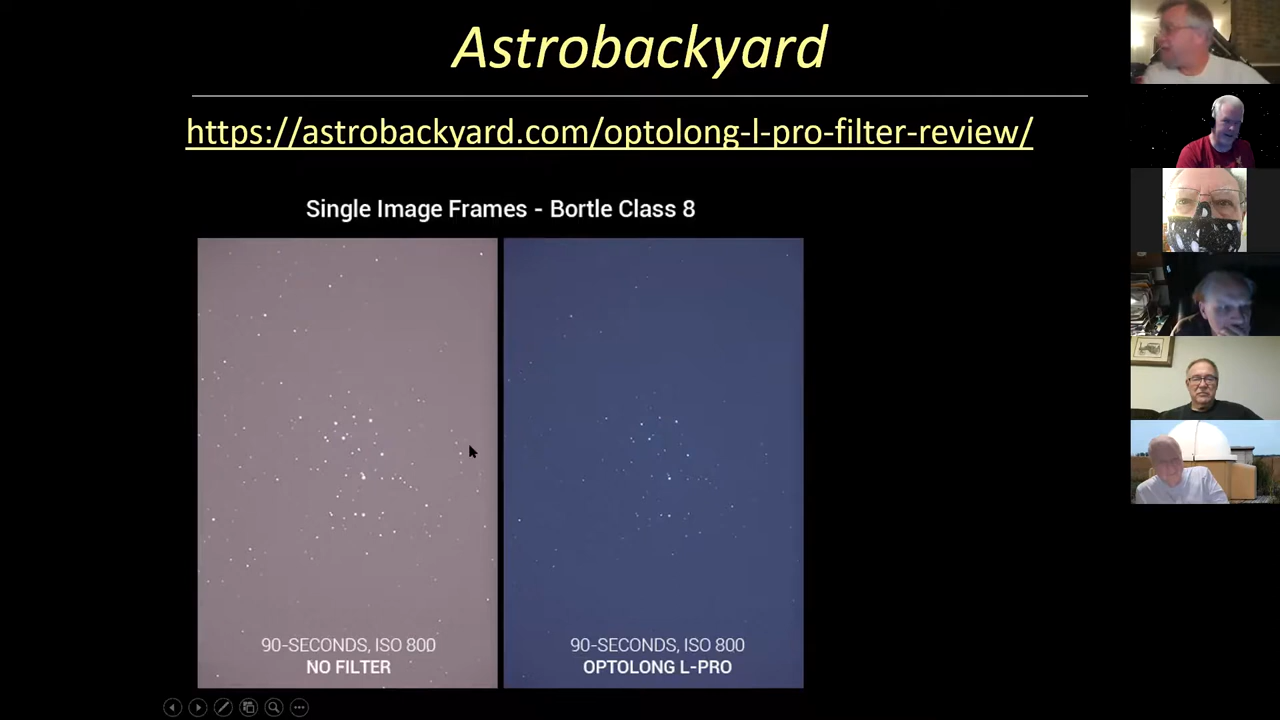 Astrobackyard
https://astrobackyard.com/optolong-l-pro-filter-review/
Single Image Frames - Bortle Class 8
90-SECONDS, ISO 800
NO FILTER
90-SECONDS, ISO 800
OPTOLONG L-PRO